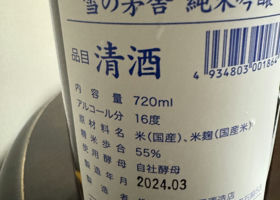 雪の茅舎 純米吟醸
品目 清酒
4 934803 001864
内容量 720ml
アルコール分 16度
原材料名 米(国産)、米麹(国産米)
精米歩合 55%
使用酵母 自社酵母
製造年月 2024.03
製造者